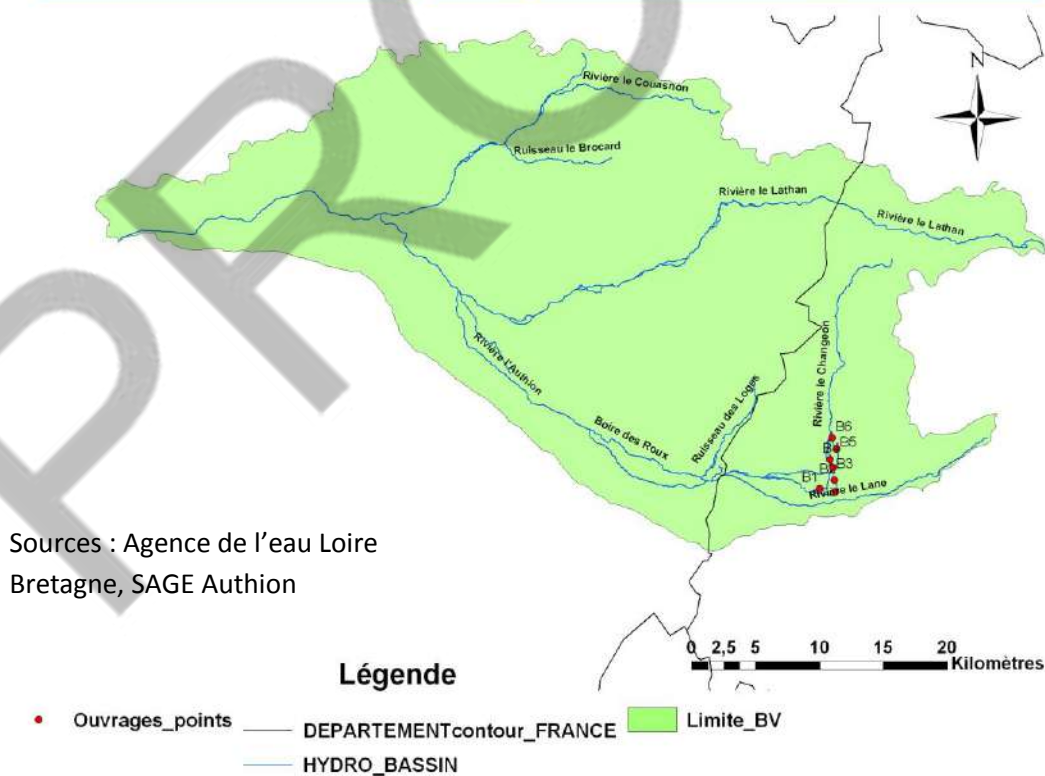 N
Rivière le Couasnon
Ruisseau le Brocard
Rivière le Lathan
Rivière le Lathan
Rivière le Changeon
Rivière l'Authion
Ruisseau des Loges
Boire des Roux
B6
B5
B3
B1
Rivière le Lane
Sources : Agence de l'eau Loire
Bretagne, SAGE Authion
0 2,5 5 10 15 20
Kilomètres
Légende
Ouvrages_points
DEPARTEMENTcontour_FRANCE
Limite_BV
HYDRO_BASSIN